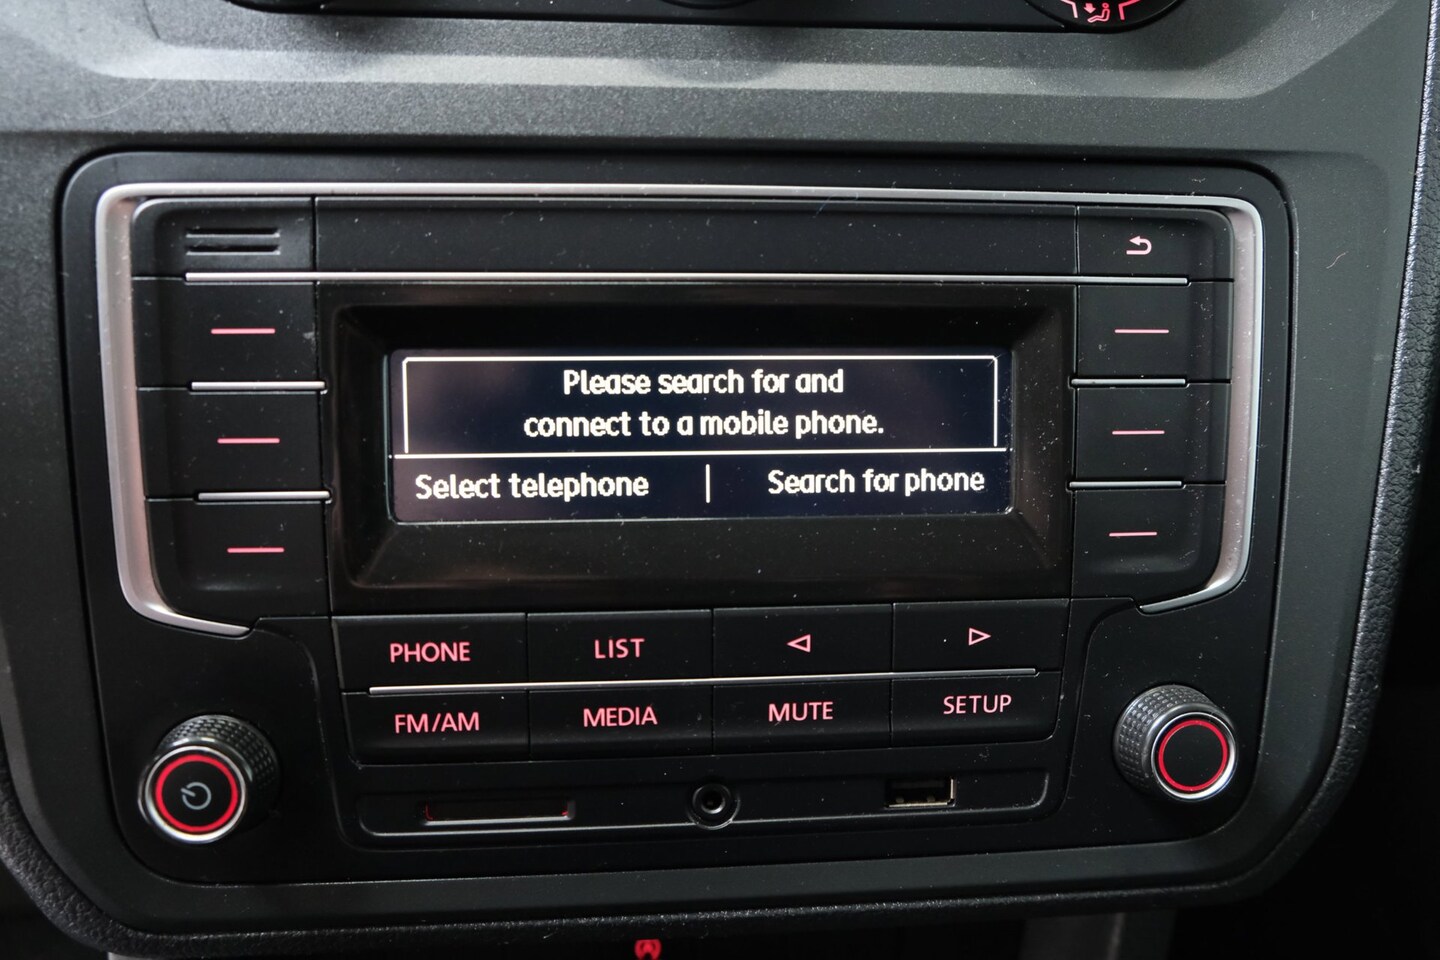 Please search for and
connect to a mobile phone.
Select telephone | Search for phone
PHONE LIST
FM/AM MEDIA MUTE SETUP